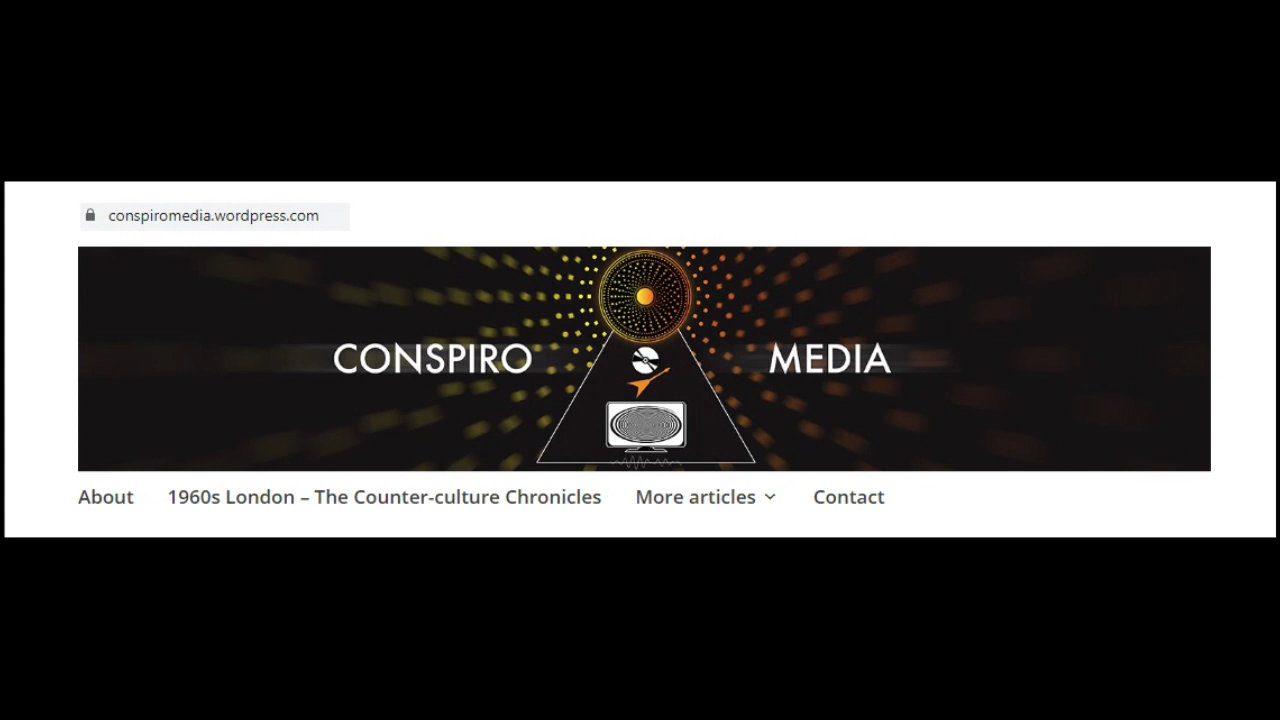 conspiromedia.wordpress.com
CONSPIRO MEDIA
About 1960s London – The Counter-culture Chronicles More articles Contact